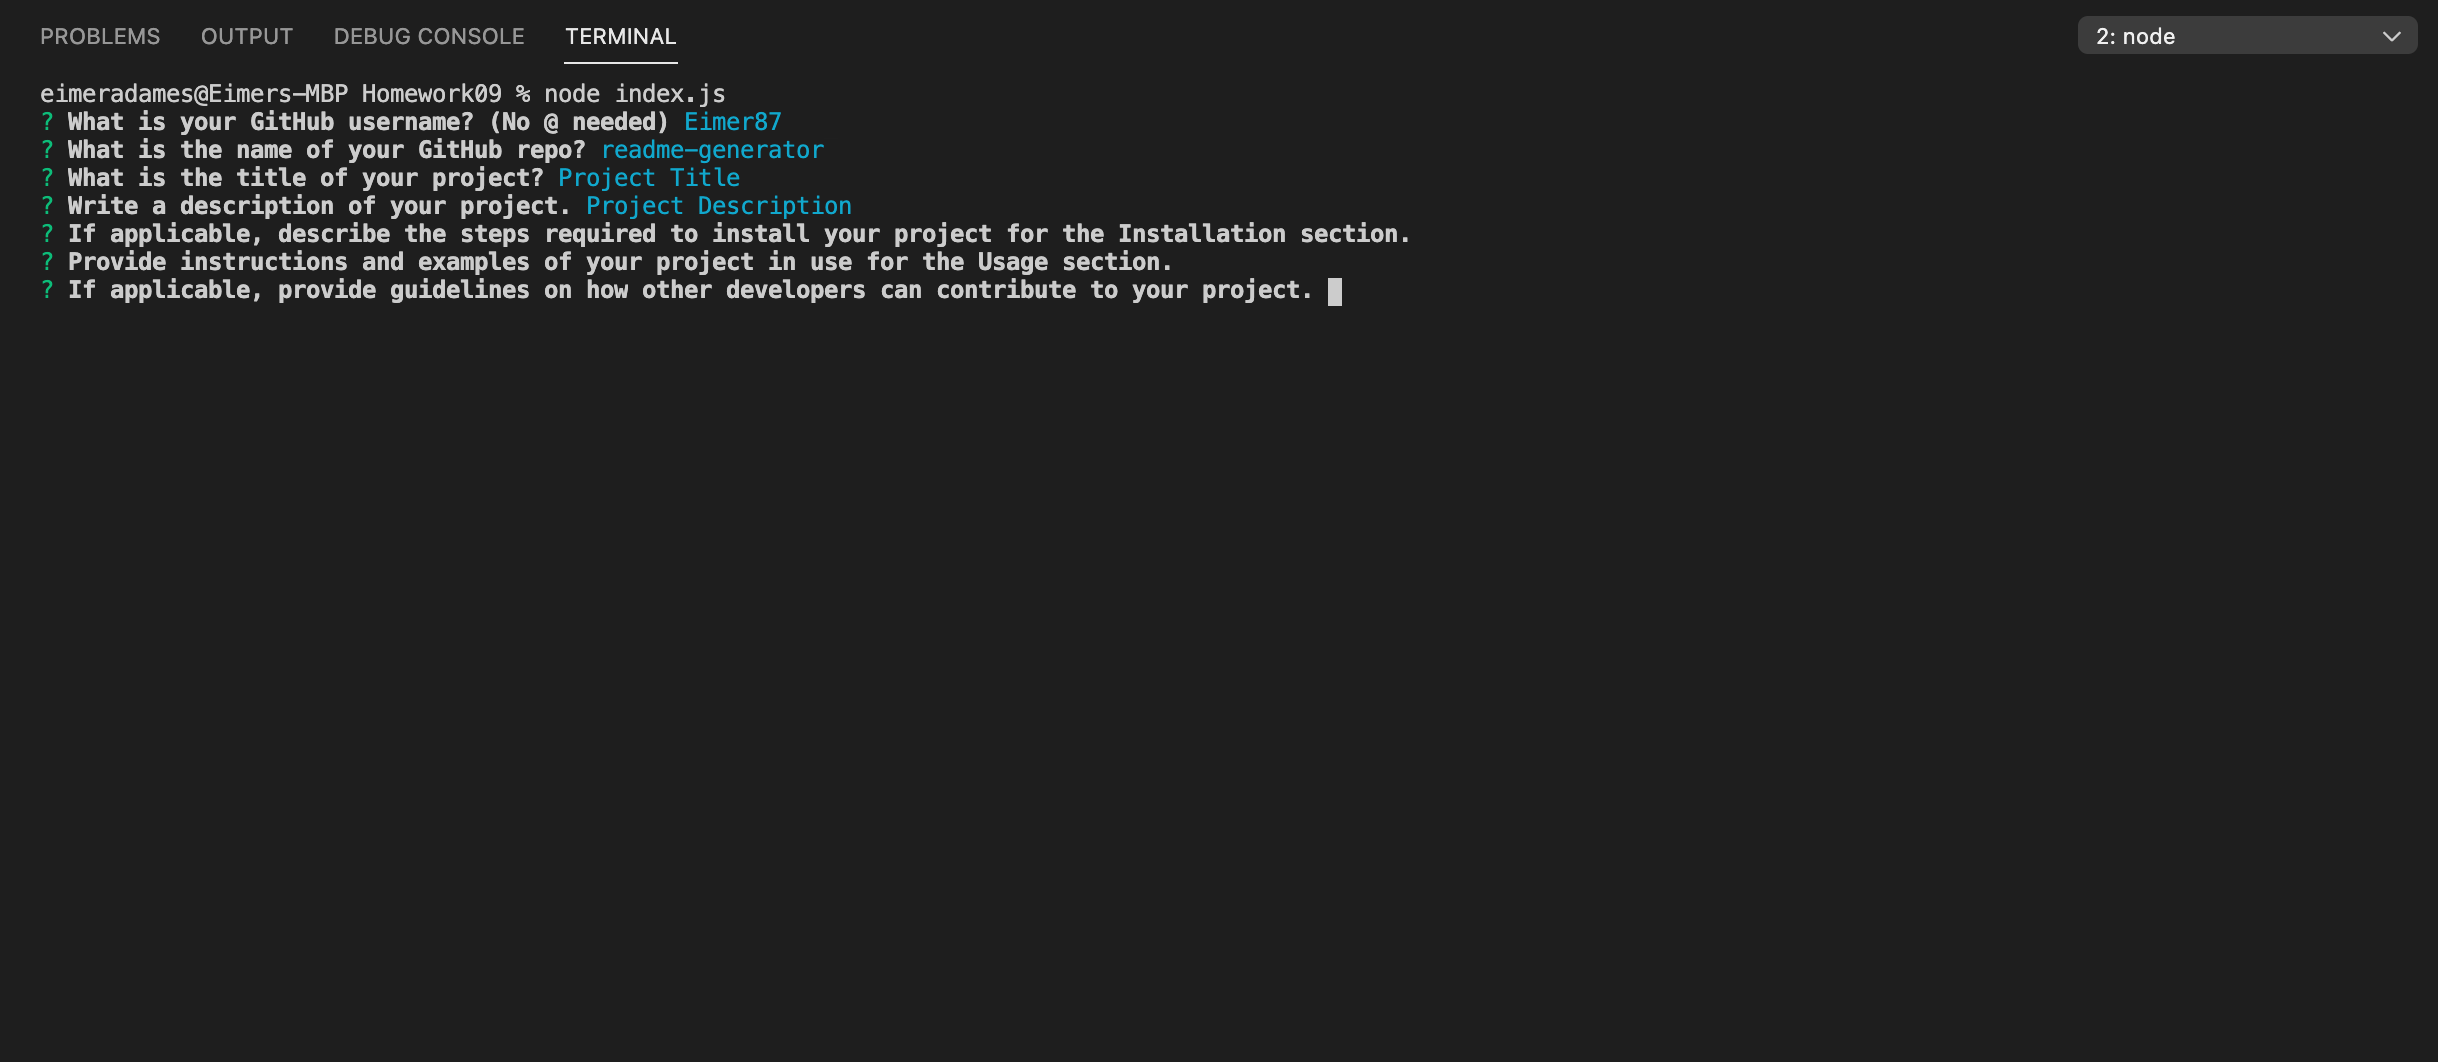 PROBLEMS OUTPUT DEBUG CONSOLE TERMINAL 2: node
eimeradames@Eimers-MBP Homework09 % node index.js
? What is your GitHub username? (No @ needed) Eimer87
? What is the name of your GitHub repo? readme-generator
? What is the title of your project? Project Title
? Write a description of your project. Project Description
? If applicable, describe the steps required to install your project for the Installation section.
? Provide instructions and examples of your project in use for the Usage section.
? If applicable, provide guidelines on how other developers can contribute to your project.